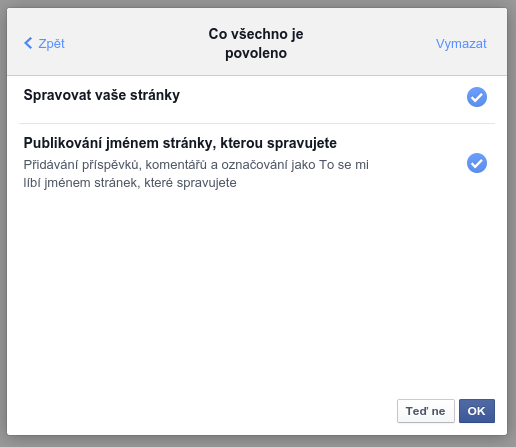 Zpět
Co všechno je
povoleno
Vymazat
Spravovat vaše stránky
Publikování jménem stránky, kterou spravujete
Přidávání příspěvků, komentářů a označování jako To se mi
líbí jménem stránek, které spravujete
Teď ne
OK